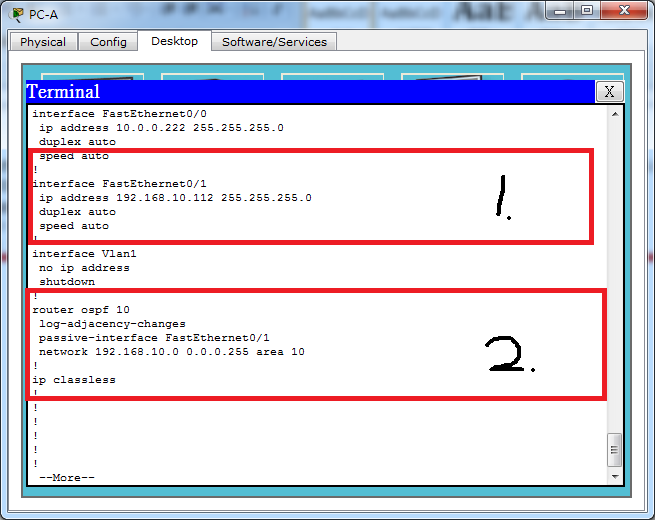 PC-A
Physical Config Desktop Software/Services
Terminal X
interface FastEthernet0/0
ip address 10.0.0.222 255.255.255.0
duplex auto
speed auto
!
interface FastEthernet0/1
ip address 192.168.10.112 255.255.255.0
duplex auto
speed auto
!
1.
interface Vlan1
no ip address
shutdown
!
router ospf 10
log-adjacency-changes
passive-interface FastEthernet0/1
network 192.168.10.0 0.0.0.255 area 10
!
ip classless
!
2.
!
!
!
!
!
--More--